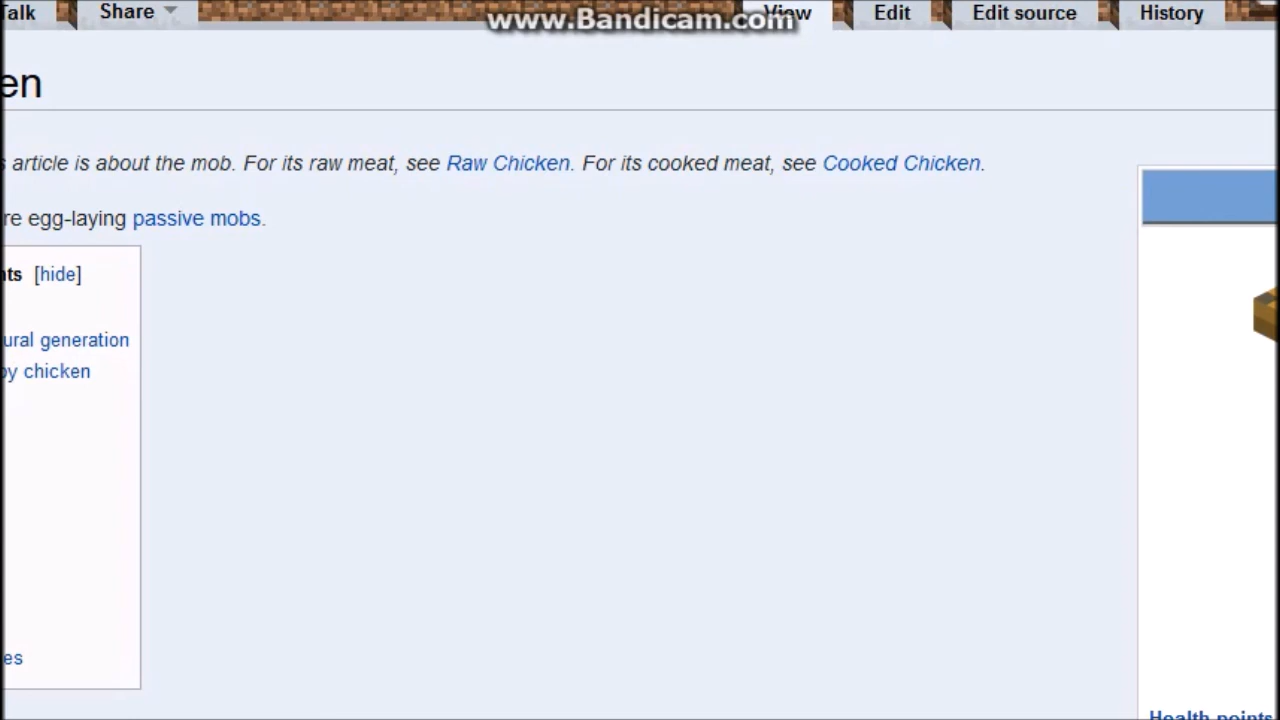 Talk Share View Edit Edit source History
www.Bandicam.com
en
s article is about the mob. For its raw meat, see Raw Chicken. For its cooked meat, see Cooked Chicken.
re egg-laying passive mobs.
nts [hide]
ural generation
by chicken
es
Health points